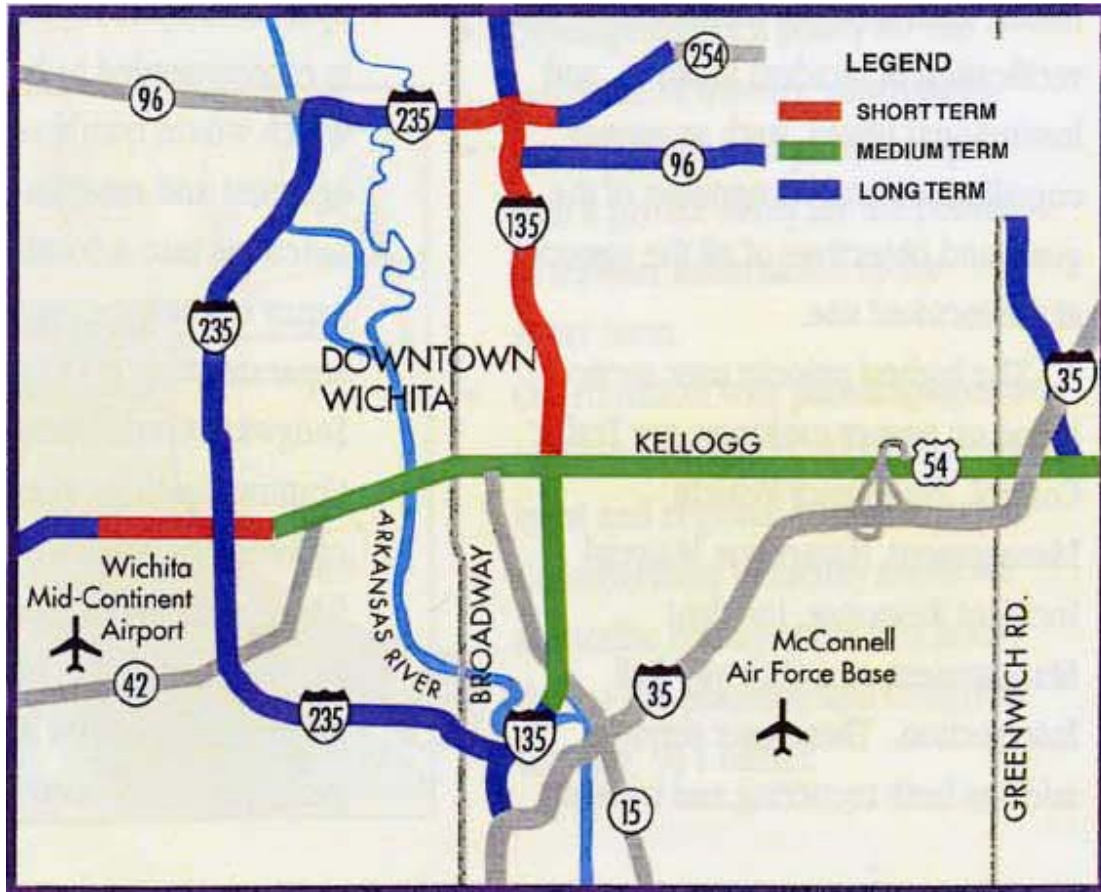 254
LEGEND
96
235
SHORT TERM
MEDIUM TERM
96
LONG TERM
135
235
DOWNTOWN
WICHITA
35
KELLOGG
54
ARKANSAS RIVER
BROADWAY
Wichita
Mid-Continent
Airport
GREENWICH RD.
McConnell
Air Force Base
42
35
235
135
15